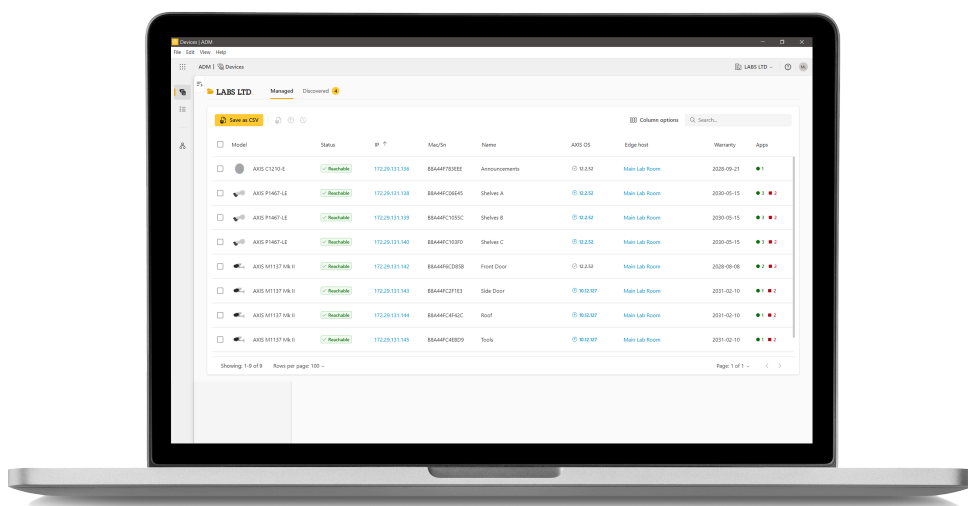 Devices | ADM
File Edit View Help
ADM | Devices LABS LTD
LABS LTD Managed Discovered 4
Save as CSV Column options Search...
Model Status IP ↑ Mac/Sn Name AXIS OS Edge host Warranty Apps
AXIS C1210-E Reachable 172.29.131.136 B8A44F783EEE Announcements 12.2.52 Main Lab Room 2028-09-21 1
AXIS P1467-LE Reachable 172.29.131.138 B8A44FC06E45 Shelves A 12.2.52 Main Lab Room 2030-05-15 3 2
AXIS P1467-LE Reachable 172.29.131.139 B8A44FC1055C Shelves B 12.2.52 Main Lab Room 2030-05-15 3 2
AXIS P1467-LE Reachable 172.29.131.140 B8A44FC103F0 Shelves C 12.2.52 Main Lab Room 2030-05-15 3 2
AXIS M1137 Mk II Reachable 172.29.131.142 B8A44F6CD85B Front Door 12.2.52 Main Lab Room 2028-08-08 2 2
AXIS M1137 Mk II Reachable 172.29.131.143 B8A44FC2F1E3 Side Door 10.12.127 Main Lab Room 2031-02-10 1 2
AXIS M1137 Mk II Reachable 172.29.131.144 B8A44FC4F42C Roof 10.12.127 Main Lab Room 2031-02-10 1 2
AXIS M1137 Mk II Reachable 172.29.131.145 B8A44FC4E8D9 Tools 10.12.127 Main Lab Room 2031-02-10 1 2
Showing: 1-9 of 9 Rows per page: 100 Page: 1 of 1